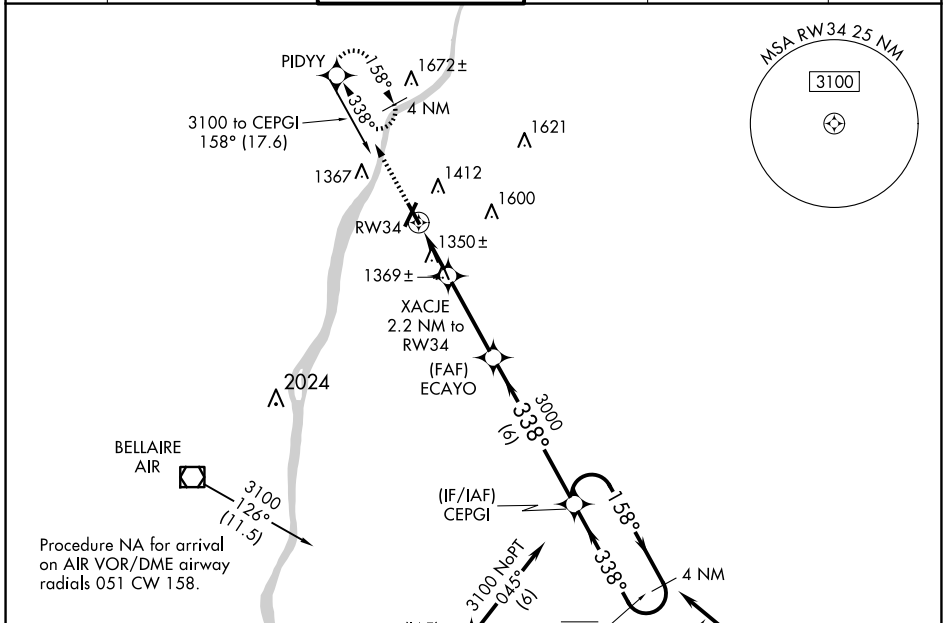 MSA RW34 25 NM
3100
PIDYY
158°
1672±
338°
4 NM
3100 to CEPGI
158° (17.6)
1621
1367
1412
1600
RW34
1350±
1369±
XACJE
2.2 NM to
RW34
(FAF)
ECAYO
2024
3000
338°
(6)
BELLAIRE
AIR
3100
126°
(11.5)
(IF/IAF)
CEPGI
158°
338°
4 NM
Procedure NA for arrival
on AIR VOR/DME airway
radials 051 CW 158.
3100 NoPT
045°
(6)